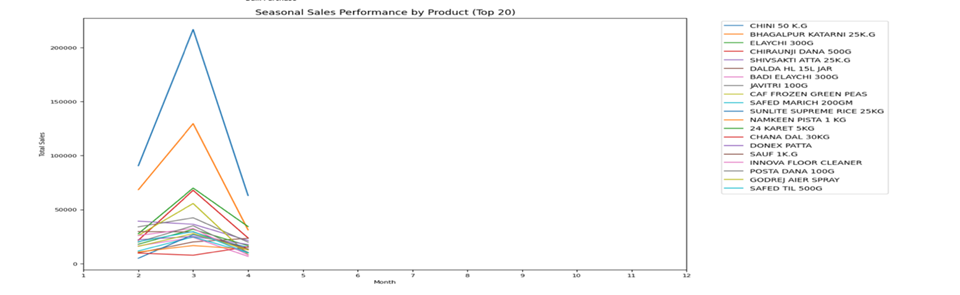 Seasonal Sales Performance by Product (Top 20)
Total Sales
200000
150000
100000
50000
0
1 2 3 4 5 6 7 8 9 10 11 12
Month
CHINI 50 K.G
BHAGALPUR KATARNI 25K.G
ELAYCHI 300G
CHIRAUNJI DANA 500G
SHIVSAKTI ATTA 25K.G
DALDA HL 15L JAR
BADI ELAYCHI 300G
JAVITRI 100G
CAF FROZEN GREEN PEAS
SAFED MARICH 200GM
SUNLITE SUPREME RICE 25KG
NAMKEEN PISTA 1 KG
24 KARET 5KG
CHANA DAL 30KG
DONEX PATTA
SAUF 1K.G
INNOVA FLOOR CLEANER
POSTA DANA 100G
GODREJ AIER SPRAY
SAFED TIL 500G